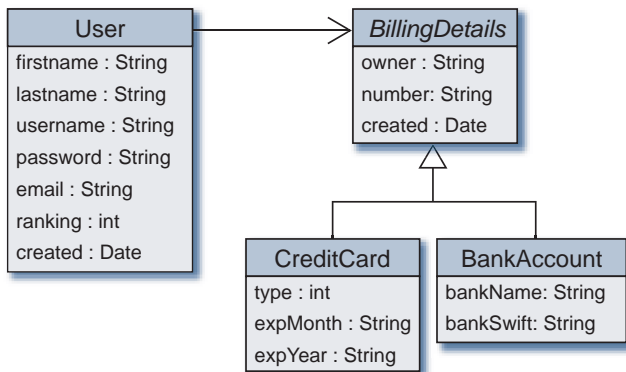 User
firstname : String
lastname : String
username : String
password : String
email : String
ranking : int
created : Date
BillingDetails
owner : String
number: String
created : Date
CreditCard
type : int
expMonth : String
expYear : String
BankAccount
bankName: String
bankSwift: String